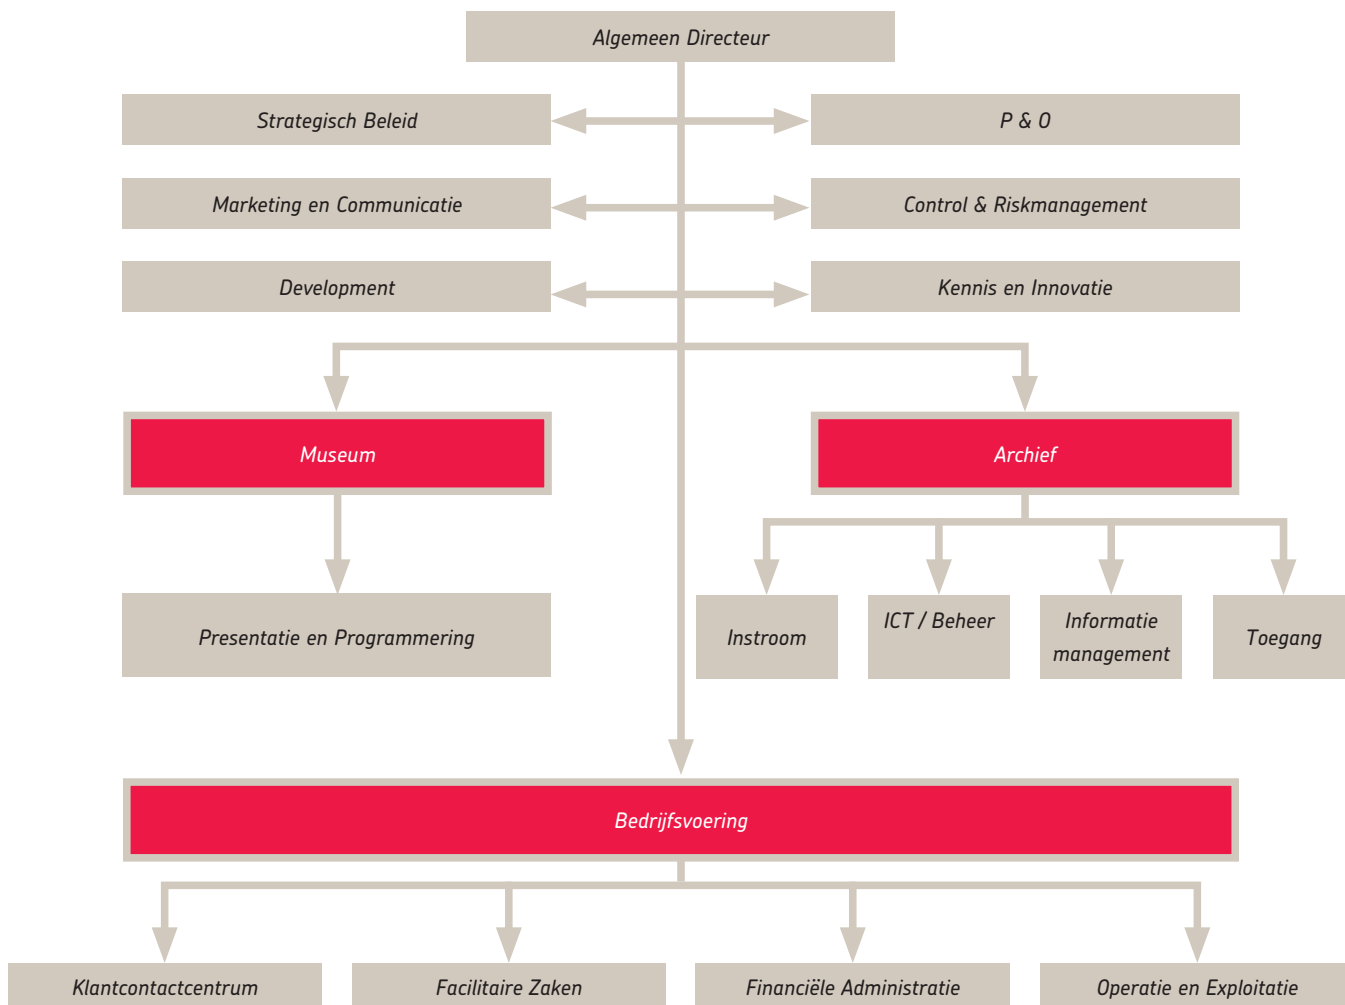 Algemeen Directeur
Strategisch Beleid
P & O
Marketing en Communicatie
Control & Riskmanagement
Development
Kennis en Innovatie
Museum
Archief
Presentatie en Programmering
Instroom
ICT / Beheer
Informatie
management
Toegang
Bedrijfsvoering
Klantcontactcentrum
Facilitaire Zaken
Financiële Administratie
Operatie en Exploitatie